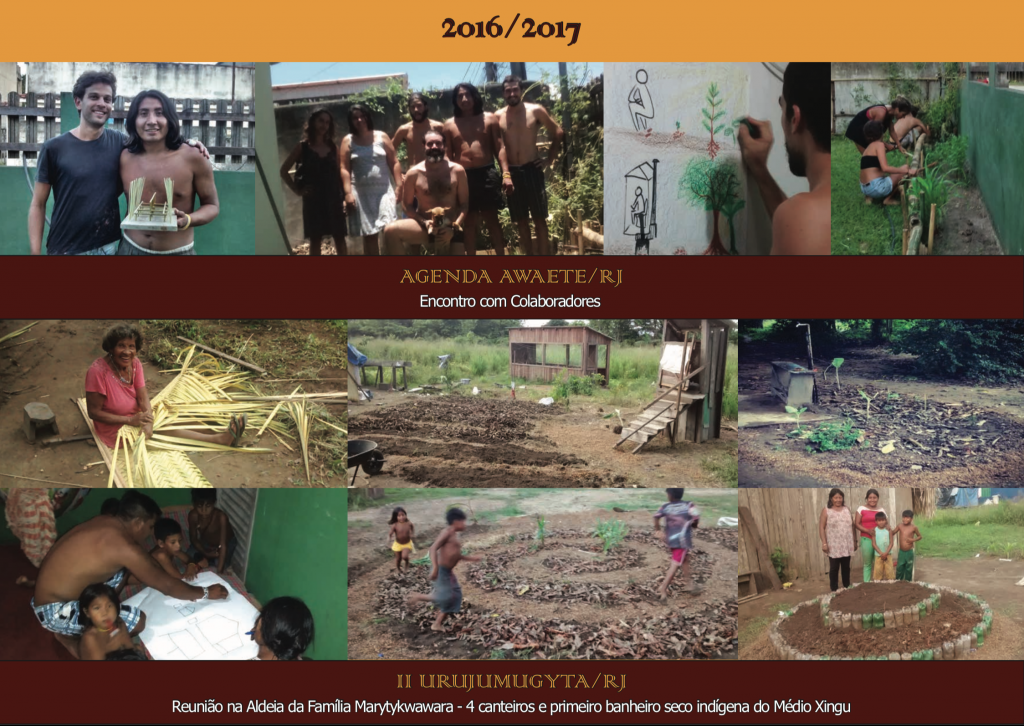 2016/2017
AGENDA AWAETE/RJ
Encontro com Colaboradores
II URUJUMUGYTA/RJ
Reunião na Aldeia da Família Marytykwawara - 4 canteiros e primeiro banheiro seco indígena do Médio Xingu